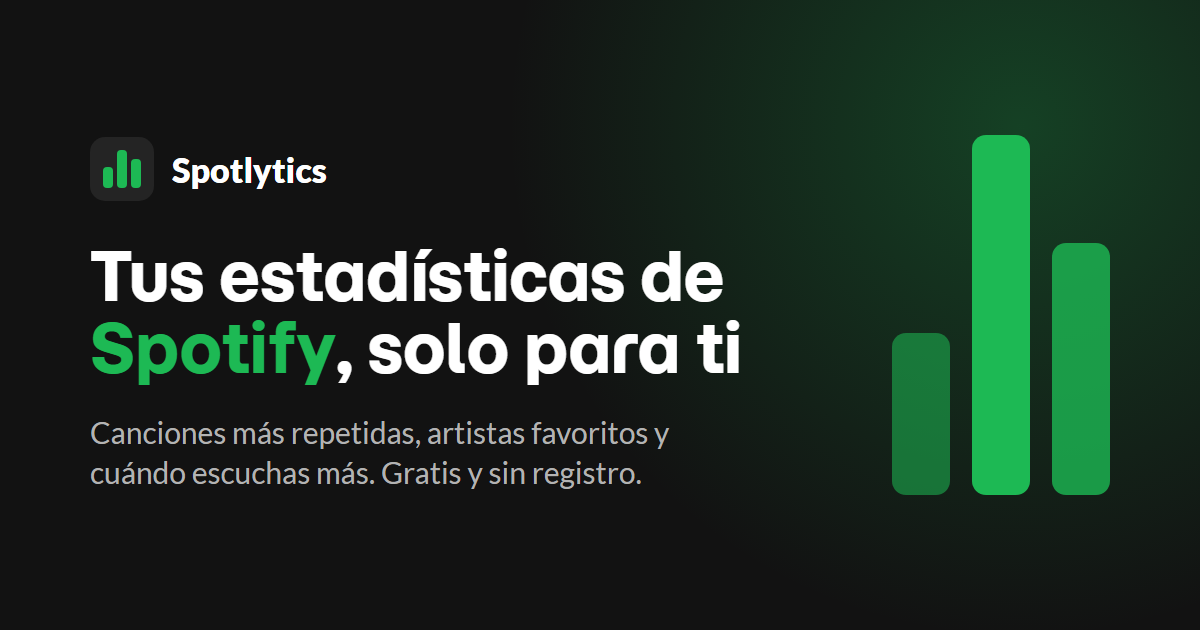 Spotlytics
Tus estadísticas de
Spotify, solo para ti
Canciones más repetidas, artistas favoritos y
cuándo escuchas más. Gratis y sin registro.